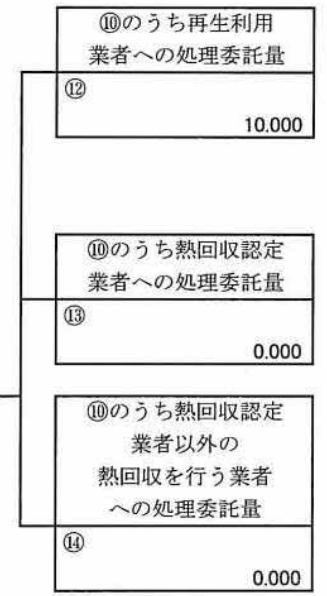 ⑩のうち再生利用
業者への処理委託量
⑫
10.000
⑩のうち熱回収認定
業者への処理委託量
⑬
0.000
⑩のうち熱回収認定
業者以外の
熱回収を行う業者
への処理委託量
⑭
0.000